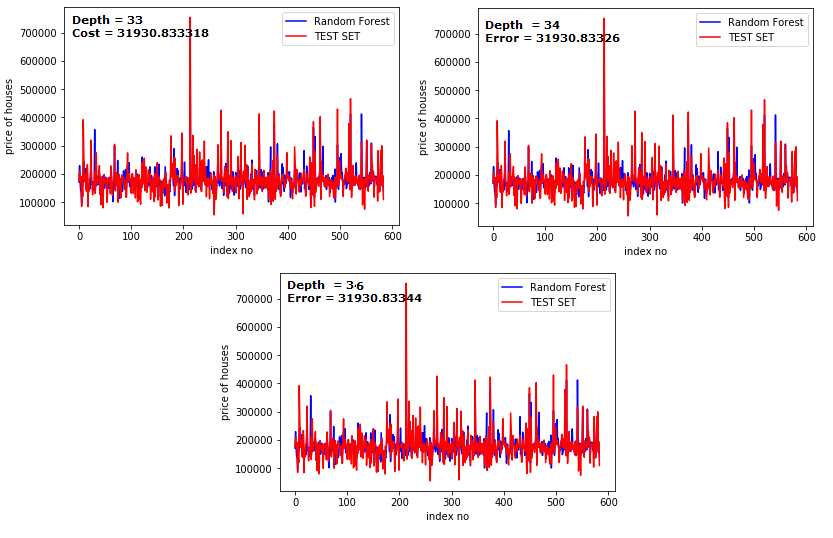 Depth = 33
Cost = 31930.833318
Random Forest
TEST SET
700000
600000
500000
400000
300000
200000
100000
price of houses
0 100 200 300 400 500 600
index no
Depth = 34
Error = 31930.83326
Random Forest
TEST SET
700000
600000
500000
400000
300000
200000
100000
price of houses
0 100 200 300 400 500 600
index no
Depth = 36
Error = 31930.83344
Random Forest
TEST SET
700000
600000
500000
400000
300000
200000
100000
price of houses
0 100 200 300 400 500 600
index no